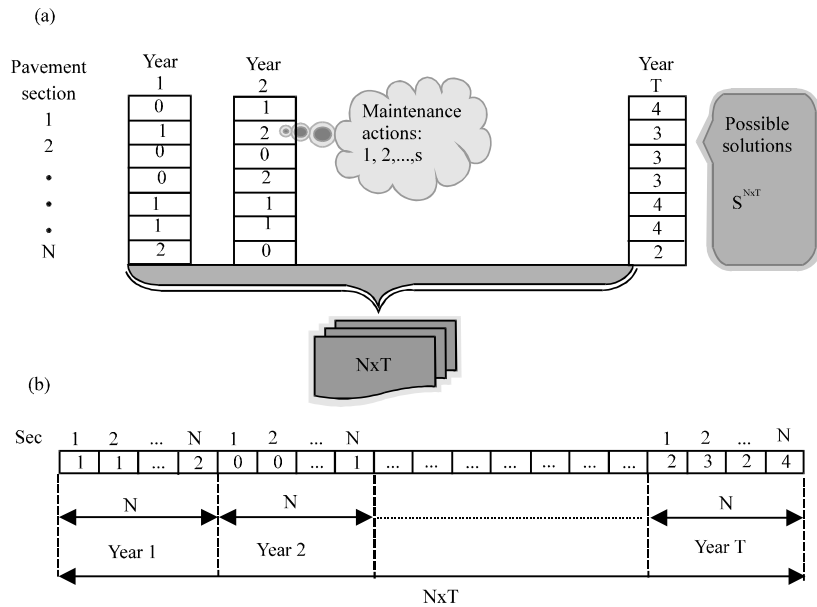 (a)
Pavement
section
1
2
•
•
•
N
Year
1
0
1
0
0
1
1
2
Year
2
1
2
0
2
1
1
0
Maintenance
actions:
1, 2,...,s
Year
T
4
3
3
3
4
4
2
Possible
solutions
S^NxT
NxT
(b)
Sec 1 2 ... N 1 2 ... N 1 2 ... N
1 1 ... 2 0 0 ... 1 ... ... ... ... ... ... ... 2 3 2 4
N N N
Year 1 Year 2 Year T
NxT